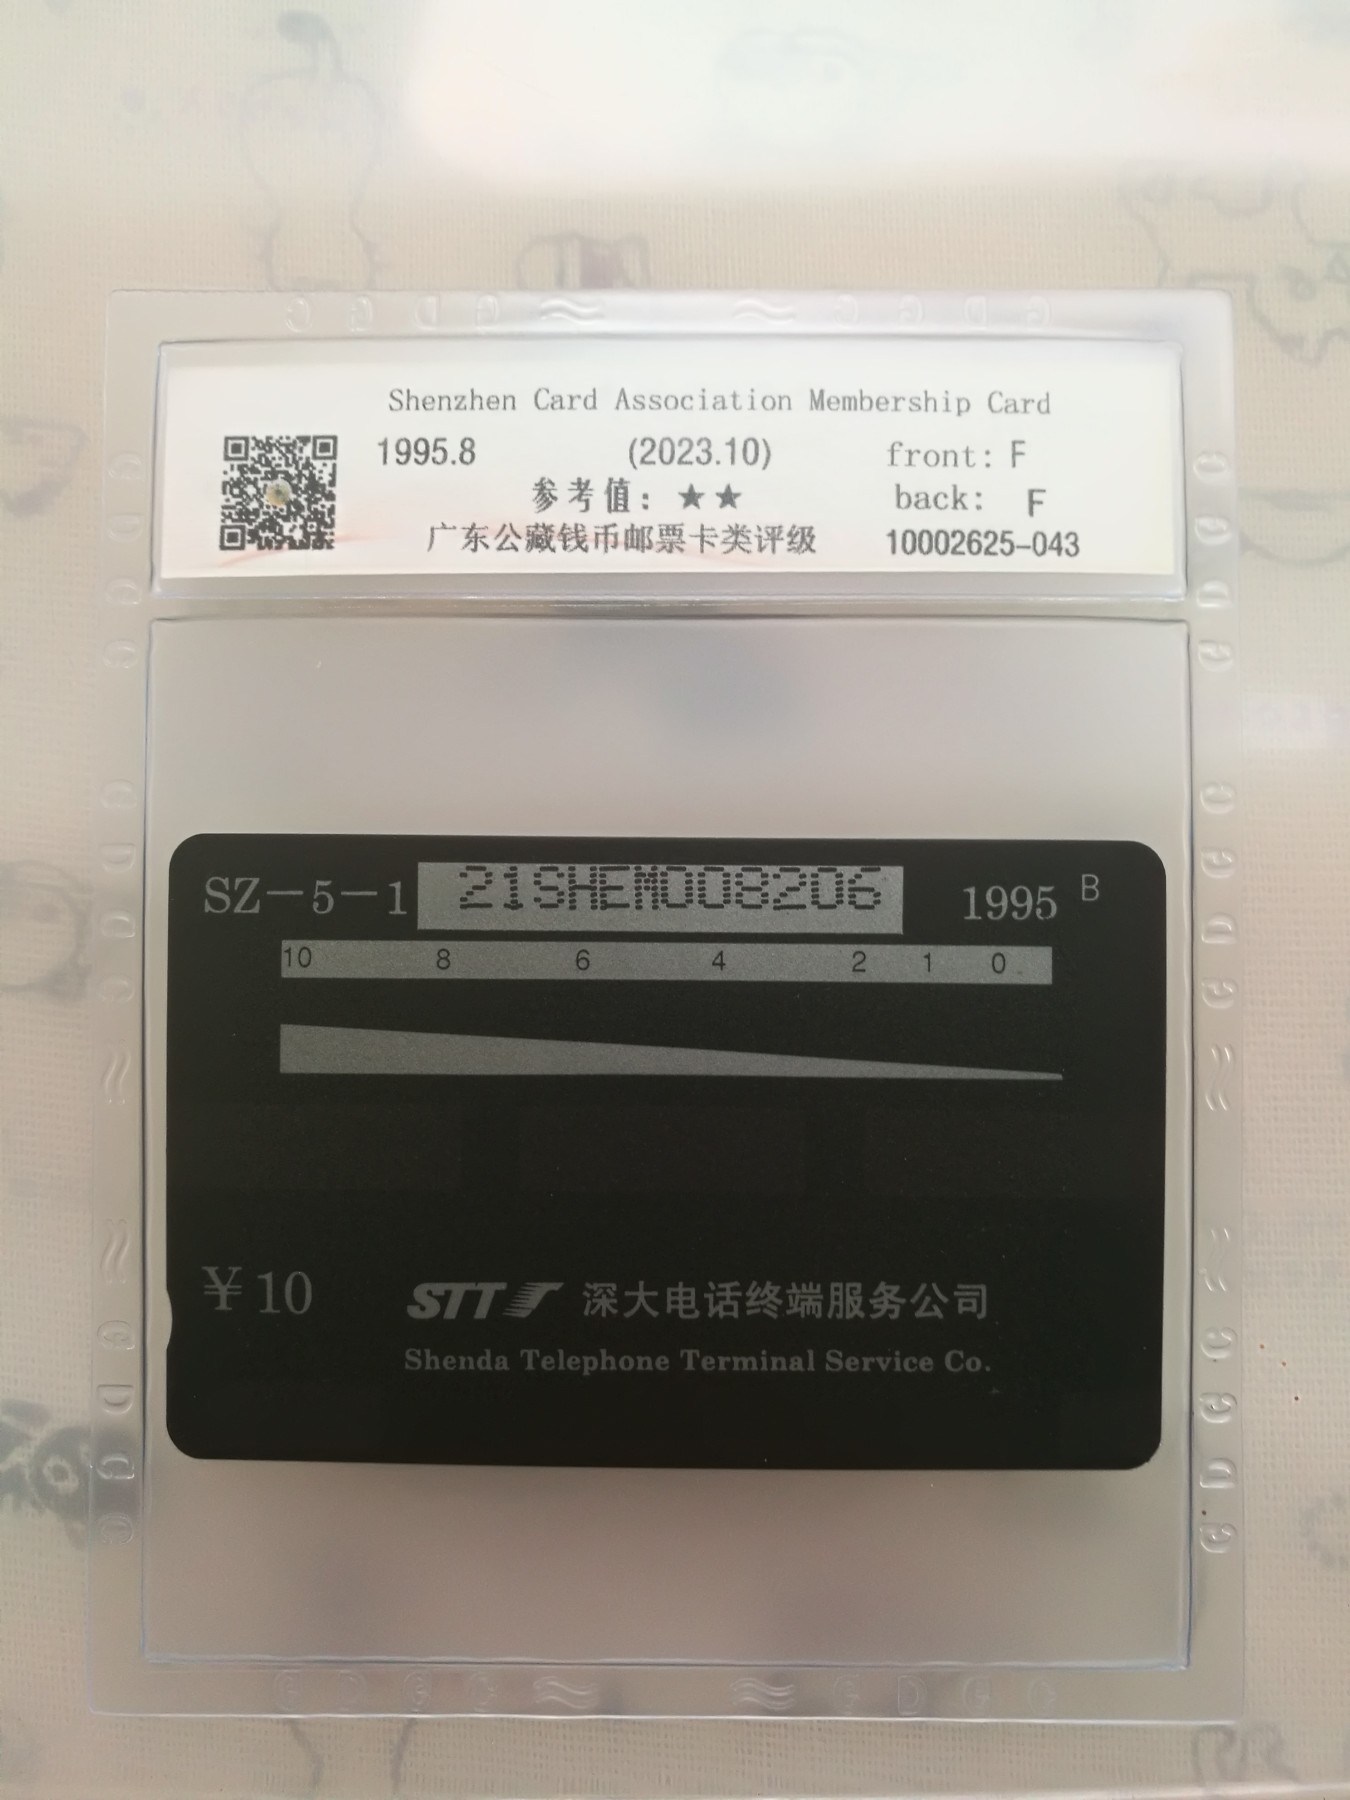 Shenzhen Card Association Membership Card
1995.8 (2023.10) front: F
参考值：★★ back: F
广东公藏钱币邮票卡类评级 10002625-043
SZ-5-1 21SHEM008206 1995 B
10 8 6 4 2 1 0
¥10 STT 深大电话终端服务公司
Shenda Telephone Terminal Service Co.